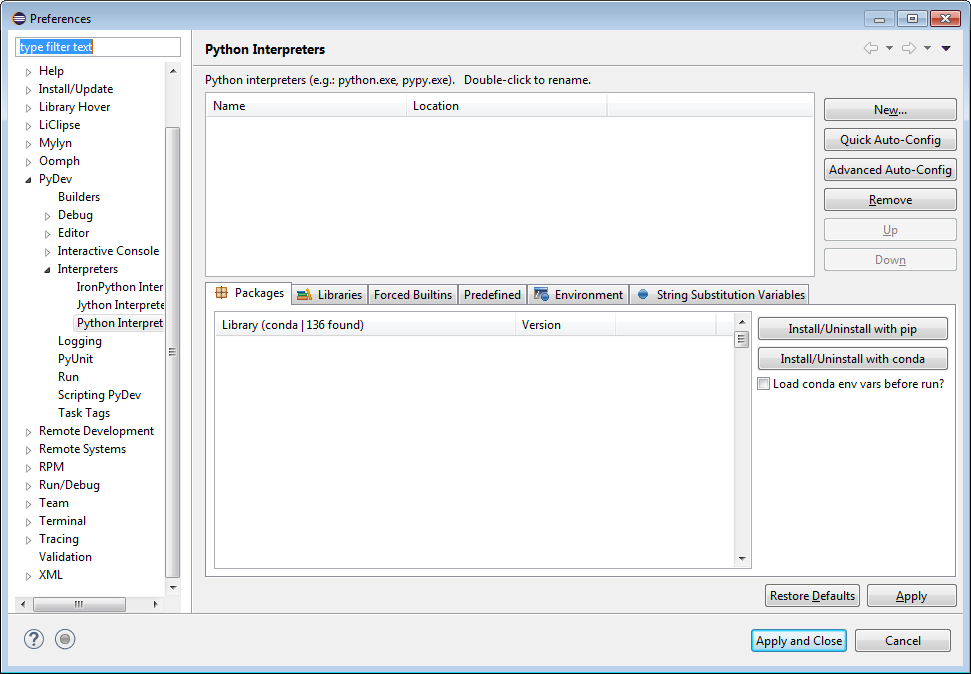 Preferences
type filter text
Help
Install/Update
Library Hover
LiClipse
Mylyn
Oomph
PyDev
Builders
Debug
Editor
Interactive Console
Interpreters
IronPython Inter
Jython Interprete
Python Interpret
Logging
PyUnit
Run
Scripting PyDev
Task Tags
Remote Development
Remote Systems
RPM
Run/Debug
Team
Terminal
Tracing
Validation
XML
Python Interpreters
Python interpreters (e.g.: python.exe, pypy.exe).   Double-click to rename.
Name Location
New...
Quick Auto-Config
Advanced Auto-Config
Remove
Up
Down
Packages Libraries Forced Builtins Predefined Environment String Substitution Variables
Library (conda | 136 found) Version
Install/Uninstall with pip
Install/Uninstall with conda
Load conda env vars before run?
Restore Defaults Apply
? Apply and Close Cancel